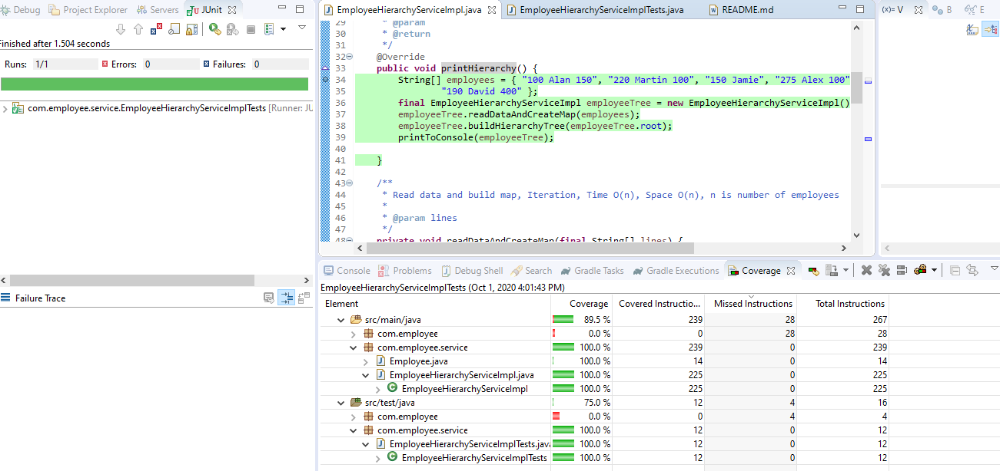 Debug Project Explorer Servers JUnit
Finished after 1.504 seconds
Runs: 1/1 Errors: 0 Failures: 0
com.employee.service.EmployeeHierarchyServiceImplTests [Runner: JU
Failure Trace
EmployeeHierarchyServiceImpl.java EmployeeHierarchyServiceImplTests.java README.md
29 * @param
30 * @return
31 */
32 @Override
33 public void printHierarchy() {
34 String[] employees = { "100 Alan 150", "220 Martin 100", "150 Jamie", "275 Alex 100"
35 "190 David 400" };
36 final EmployeeHierarchyServiceImpl employeeTree = new EmployeeHierarchyServiceImpl()
37 employeeTree.readDataAndCreateMap(employees);
38 employeeTree.buildHierarchyTree(employeeTree.root);
39 printToConsole(employeeTree);
40
41 }
42
43 /**
44 * Read data and build map, Iteration, Time O(n), Space O(n), n is number of employees
45 *
46 * @param lines
47 */
48 private void readDataAndCreateMap(final String[] lines) {
(x)= V B E
Console Problems Debug Shell Search Gradle Tasks Gradle Executions Coverage
EmployeeHierarchyServiceImplTests (Oct 1, 2020 4:01:43 PM)
Element Coverage Covered Instructio... Missed Instructions Total Instructions
src/main/java 89.5 % 239 28 267
com.employee 0.0 % 0 28 28
com.employee.service 100.0 % 239 0 239
Employee.java 100.0 % 14 0 14
EmployeeHierarchyServiceImpl.java 100.0 % 225 0 225
EmployeeHierarchyServiceImpl 100.0 % 225 0 225
src/test/java 75.0 % 12 4 16
com.employee 0.0 % 0 4 4
com.employee.service 100.0 % 12 0 12
EmployeeHierarchyServiceImplTests.java 100.0 % 12 0 12
EmployeeHierarchyServiceImplTests 100.0 % 12 0 12